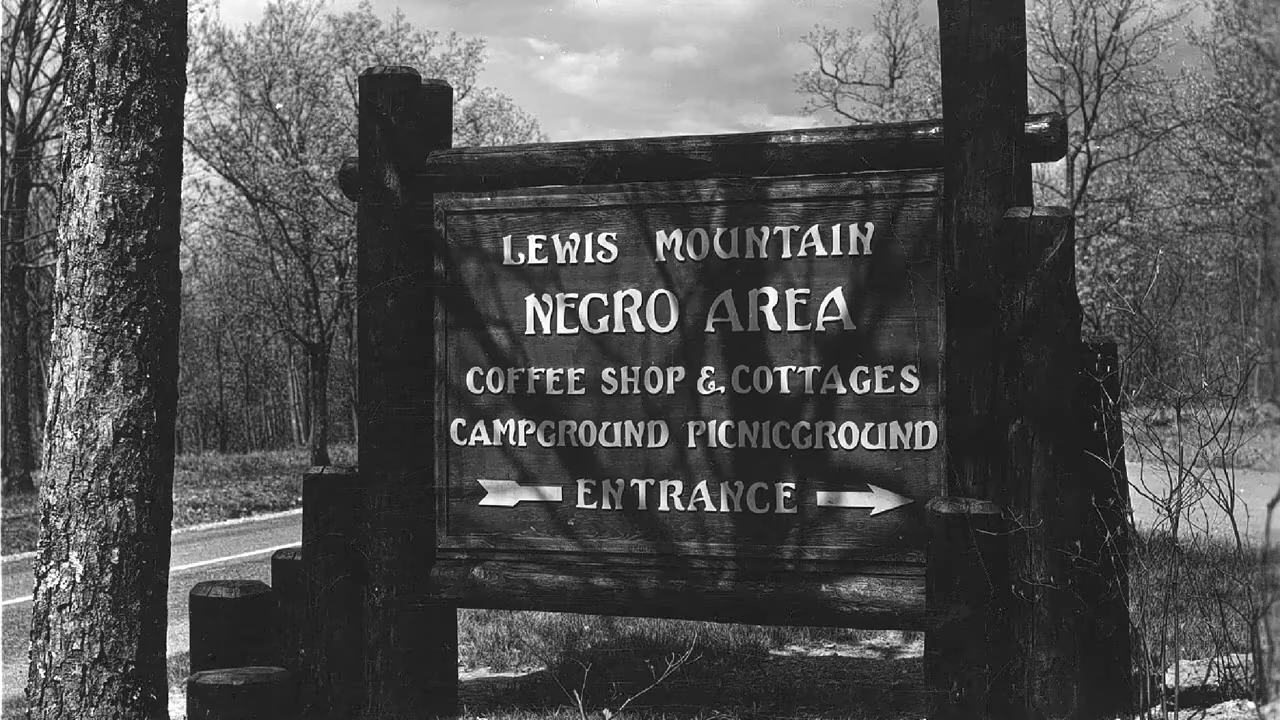 LEWIS MOUNTAIN
NEGRO AREA
COFFEE SHOP & COTTAGES
CAMPGROUND PICNICGROUND
ENTRANCE